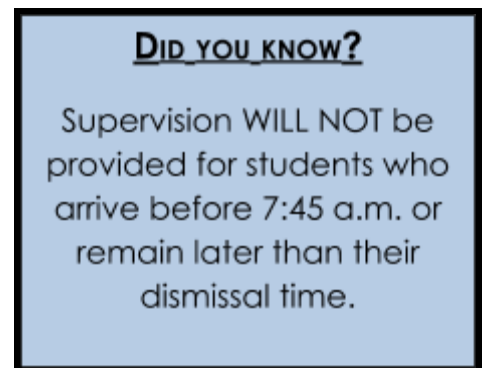 DID YOU KNOW?
Supervision WILL NOT be
provided for students who
arrive before 7:45 a.m. or
remain later than their
dismissal time.